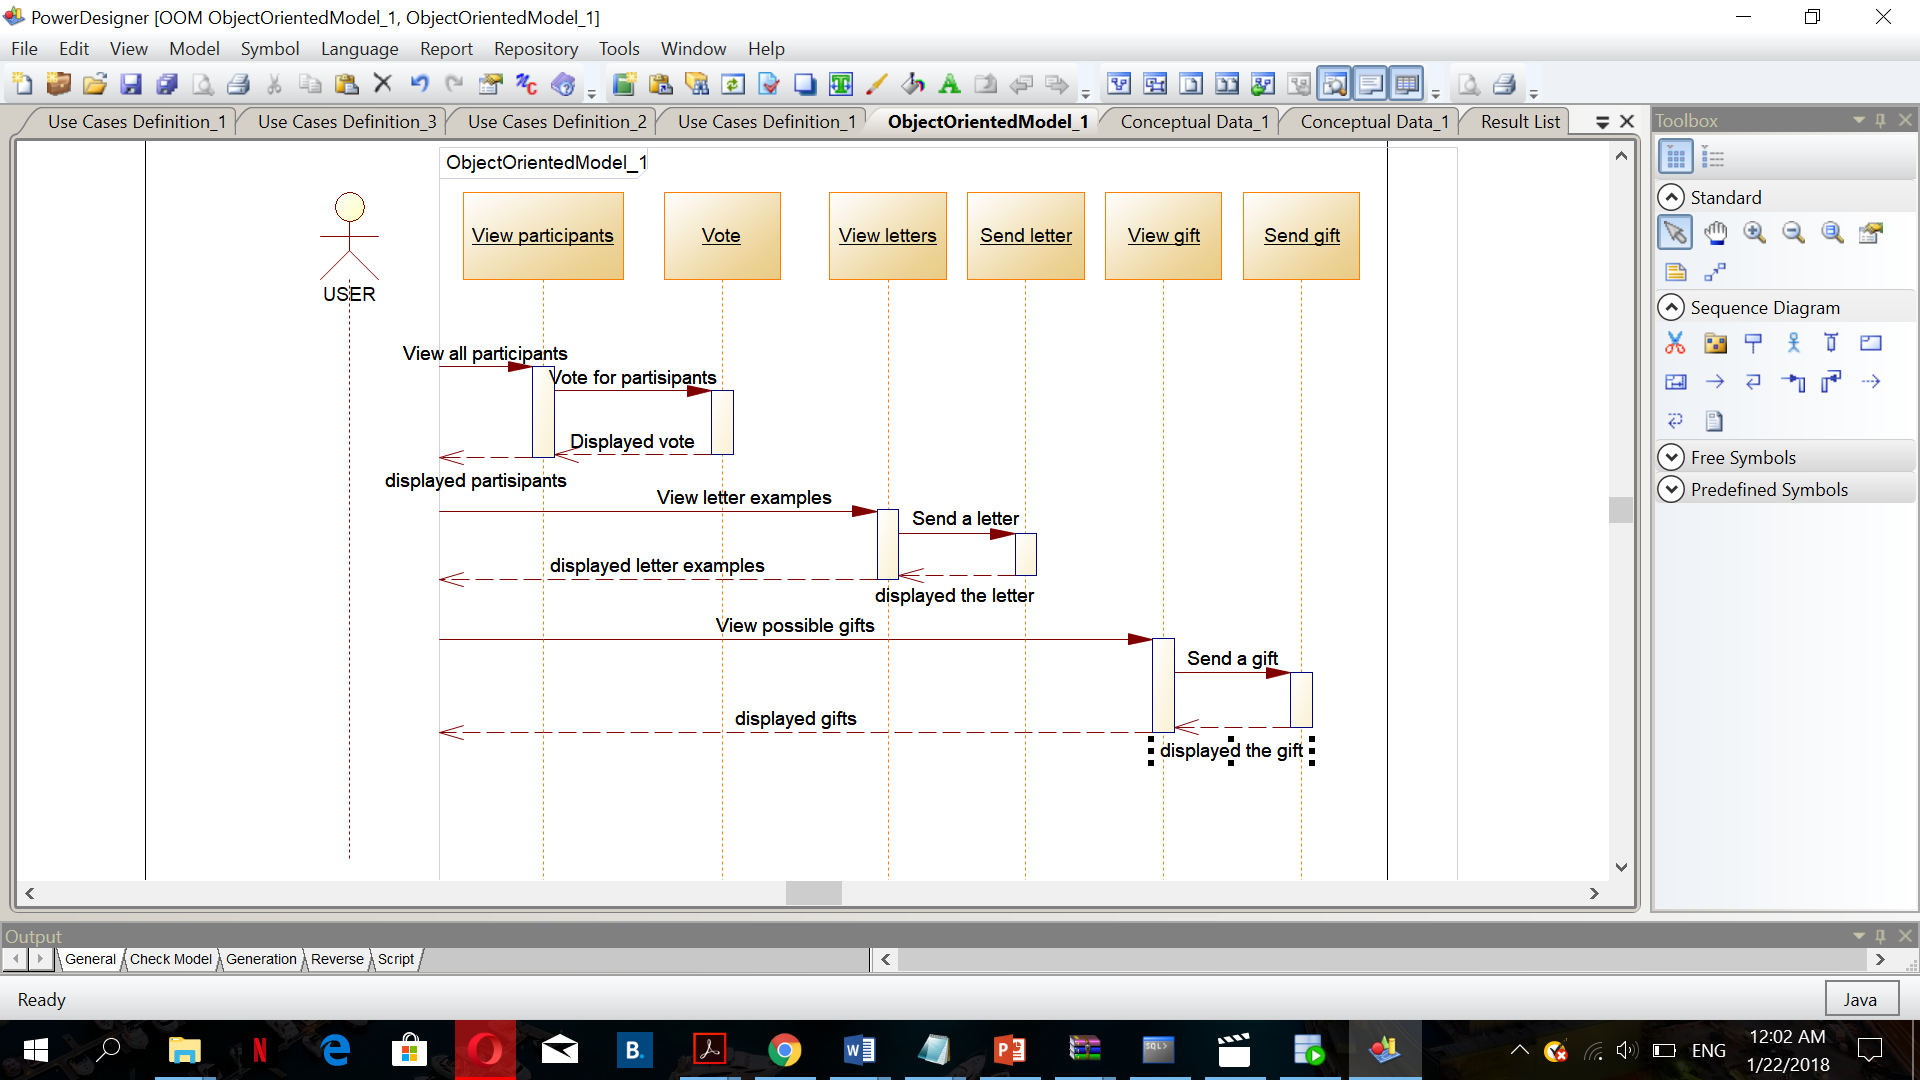 PowerDesigner [OOM ObjectOrientedModel_1, ObjectOrientedModel_1]
File Edit View Model Symbol Language Report Repository Tools Window Help
Use Cases Definition_1 Use Cases Definition_3 Use Cases Definition_2 Use Cases Definition_1 ObjectOrientedModel_1 Conceptual Data_1 Conceptual Data_1 Result List
Toolbox
ObjectOrientedModel_1
Standard
View participants Vote View letters Send letter View gift Send gift
USER
Sequence Diagram
View all participants
Vote for partisipants
Displayed vote
displayed partisipants
Free Symbols
Predefined Symbols
View letter examples
Send a letter
displayed letter examples
displayed the letter
View possible gifts
Send a gift
displayed gifts
displayed the gift
Output
General Check Model Generation Reverse Script
Ready
Java
B.
SQL>
ENG
12:02 AM
1/22/2018